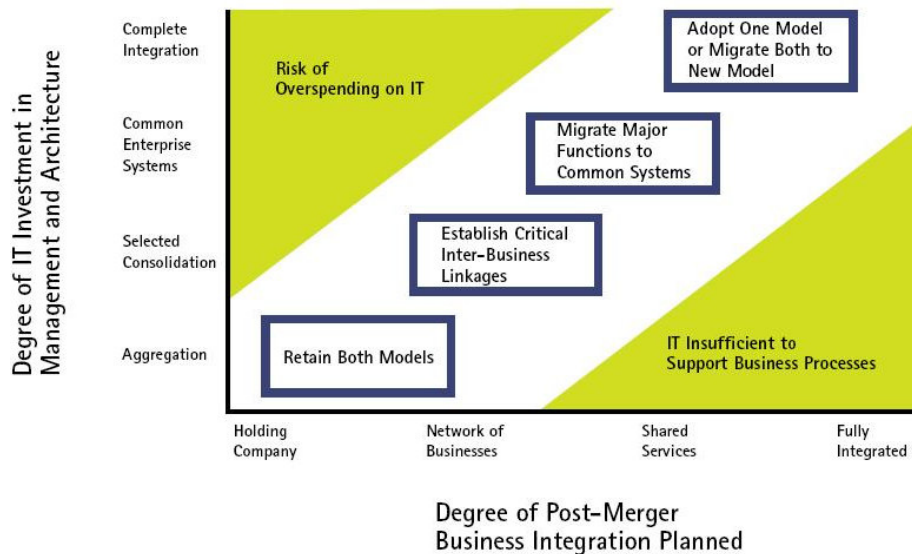 Degree of IT Investment in
Management and Architecture
Complete
Integration
Common
Enterprise
Systems
Selected
Consolidation
Aggregation
Risk of
Overspending on IT
Adopt One Model
or Migrate Both to
New Model
Migrate Major
Functions to
Common Systems
Establish Critical
Inter-Business
Linkages
Retain Both Models
IT Insufficient to
Support Business Processes
Holding
Company
Network of
Businesses
Shared
Services
Fully
Integrated
Degree of Post-Merger
Business Integration Planned